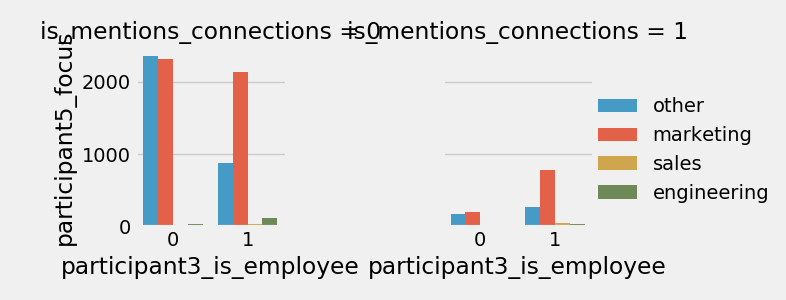 is_mentions_connections = 0
is_mentions_connections = 1
participant5_focus
2000
1000
0
0 1
0 1
participant3_is_employee
participant3_is_employee
other
marketing
sales
engineering